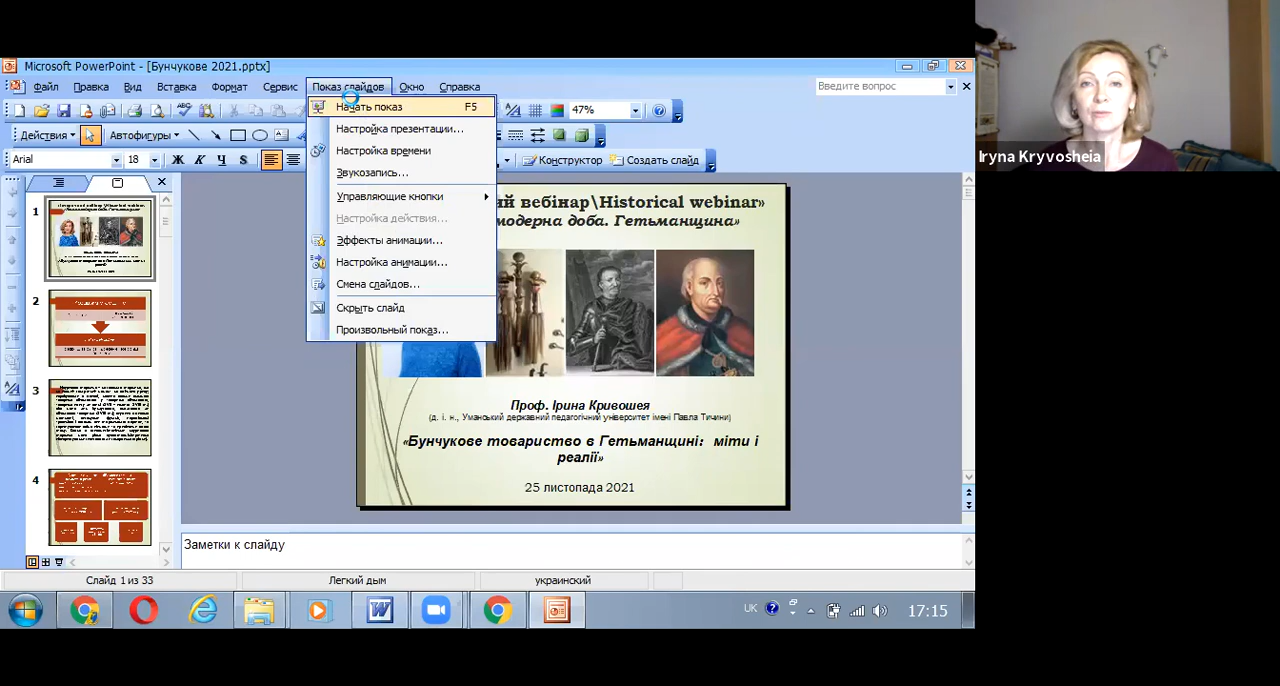 Microsoft PowerPoint - [Бунчукове 2021.pptx]
Файл Правка Вид Вставка Формат Сервис Показ слайдов Окно Справка
Введите вопрос
Начать показ F5
47%
Настройка презентации...
Действия Автофигуры
Настройка времени
Arial 18 Ж К Ч S
Конструктор Создать слайд
Звукозапись...
Управляющие кнопки
Настройка действия...
Эффекты анимации...
Настройка анимации...
Смена слайдов...
Скрыть слайд
Произвольный показ...
1
2
3
4
ий вебінар\Historical webinar»
модерна доба. Гетьманщина»
Проф. Ірина Кривошея
(д. і. н., Уманський державний педагогічний університет імені Павла Тичини)
«Бунчукове товариство в Гетьманщині: міти і
реалії»
25 листопада 2021
Заметки к слайду
Слайд 1 из 33 Легкий дым украинский
UK 17:15
Iryna Kryvosheia